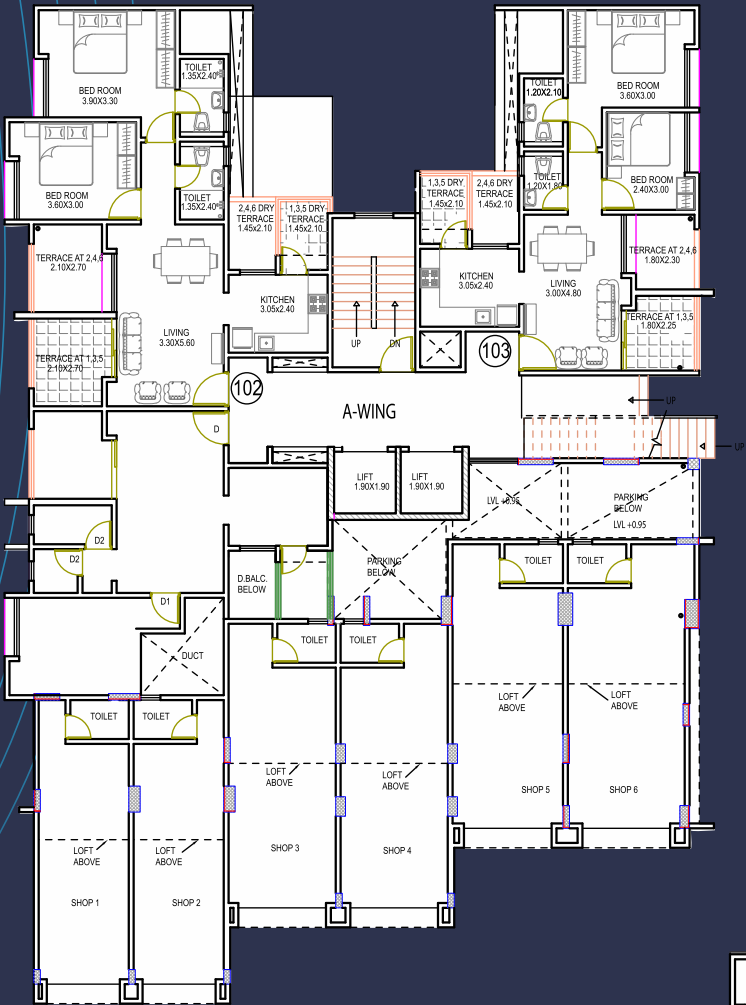 BED ROOM
3.90X3.30
TOILET
1.35X2.40
BED ROOM
3.60X3.00
TOILET
1.35X2.40
2,4,6 DRY
TERRACE
1.45x2.10
1,3,5 DRY
TERRACE
1.45x2.10
TERRACE AT 2,4,6
2.10X2.70
LIVING
3.30X5.60
KITCHEN
3.05x2.40
TERRACE AT 1,3,5
2.10X2.70
102
UP
DN
TOILET
1.20X2.10
BED ROOM
3.60X3.00
TOILET
1.20X1.80
BED ROOM
2.40X3.00
1,3,5 DRY
TERRACE
1.45x2.10
2,4,6 DRY
TERRACE
1.45x2.10
TERRACE AT 2,4,6
1.80X2.30
KITCHEN
3.05x2.40
LIVING
3.00X4.80
TERRACE AT 1,3,5
1.80X2.25
103
A-WING
UP
UP
D
LIFT
1.90X1.90
LIFT
1.90X1.90
LVL +0.95
PARKING
BELOW
LVL +0.95
D2
D2
D1
D.BALC.
BELOW
PARKING
BELOW
TOILET
TOILET
DUCT
TOILET
TOILET
TOILET
TOILET
LOFT
ABOVE
LOFT
ABOVE
LOFT
ABOVE
LOFT
ABOVE
SHOP 5
SHOP 6
LOFT
ABOVE
LOFT
ABOVE
SHOP 3
SHOP 4
SHOP 1
SHOP 2